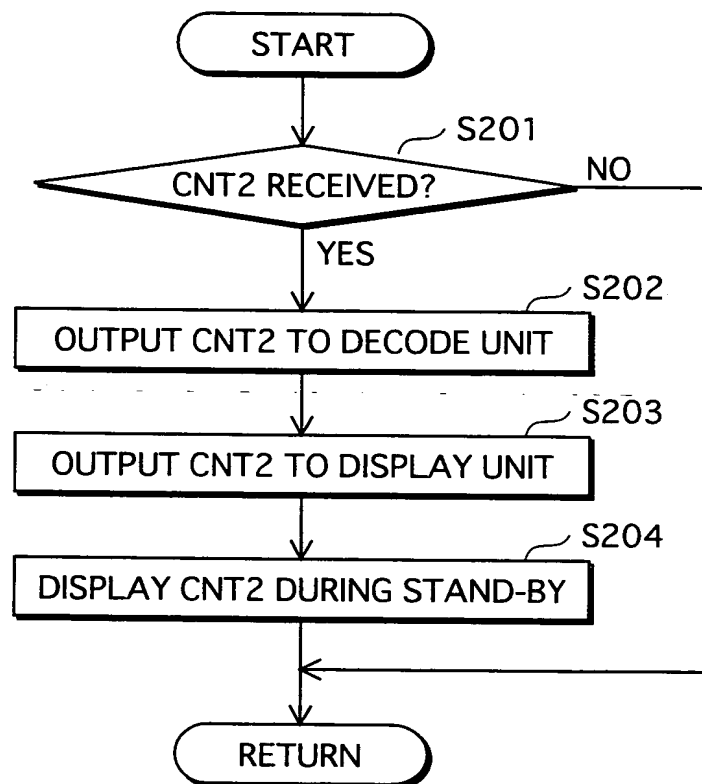 START
S201
CNT2 RECEIVED?
NO
YES
S202
OUTPUT CNT2 TO DECODE UNIT
S203
OUTPUT CNT2 TO DISPLAY UNIT
S204
DISPLAY CNT2 DURING STAND-BY
RETURN